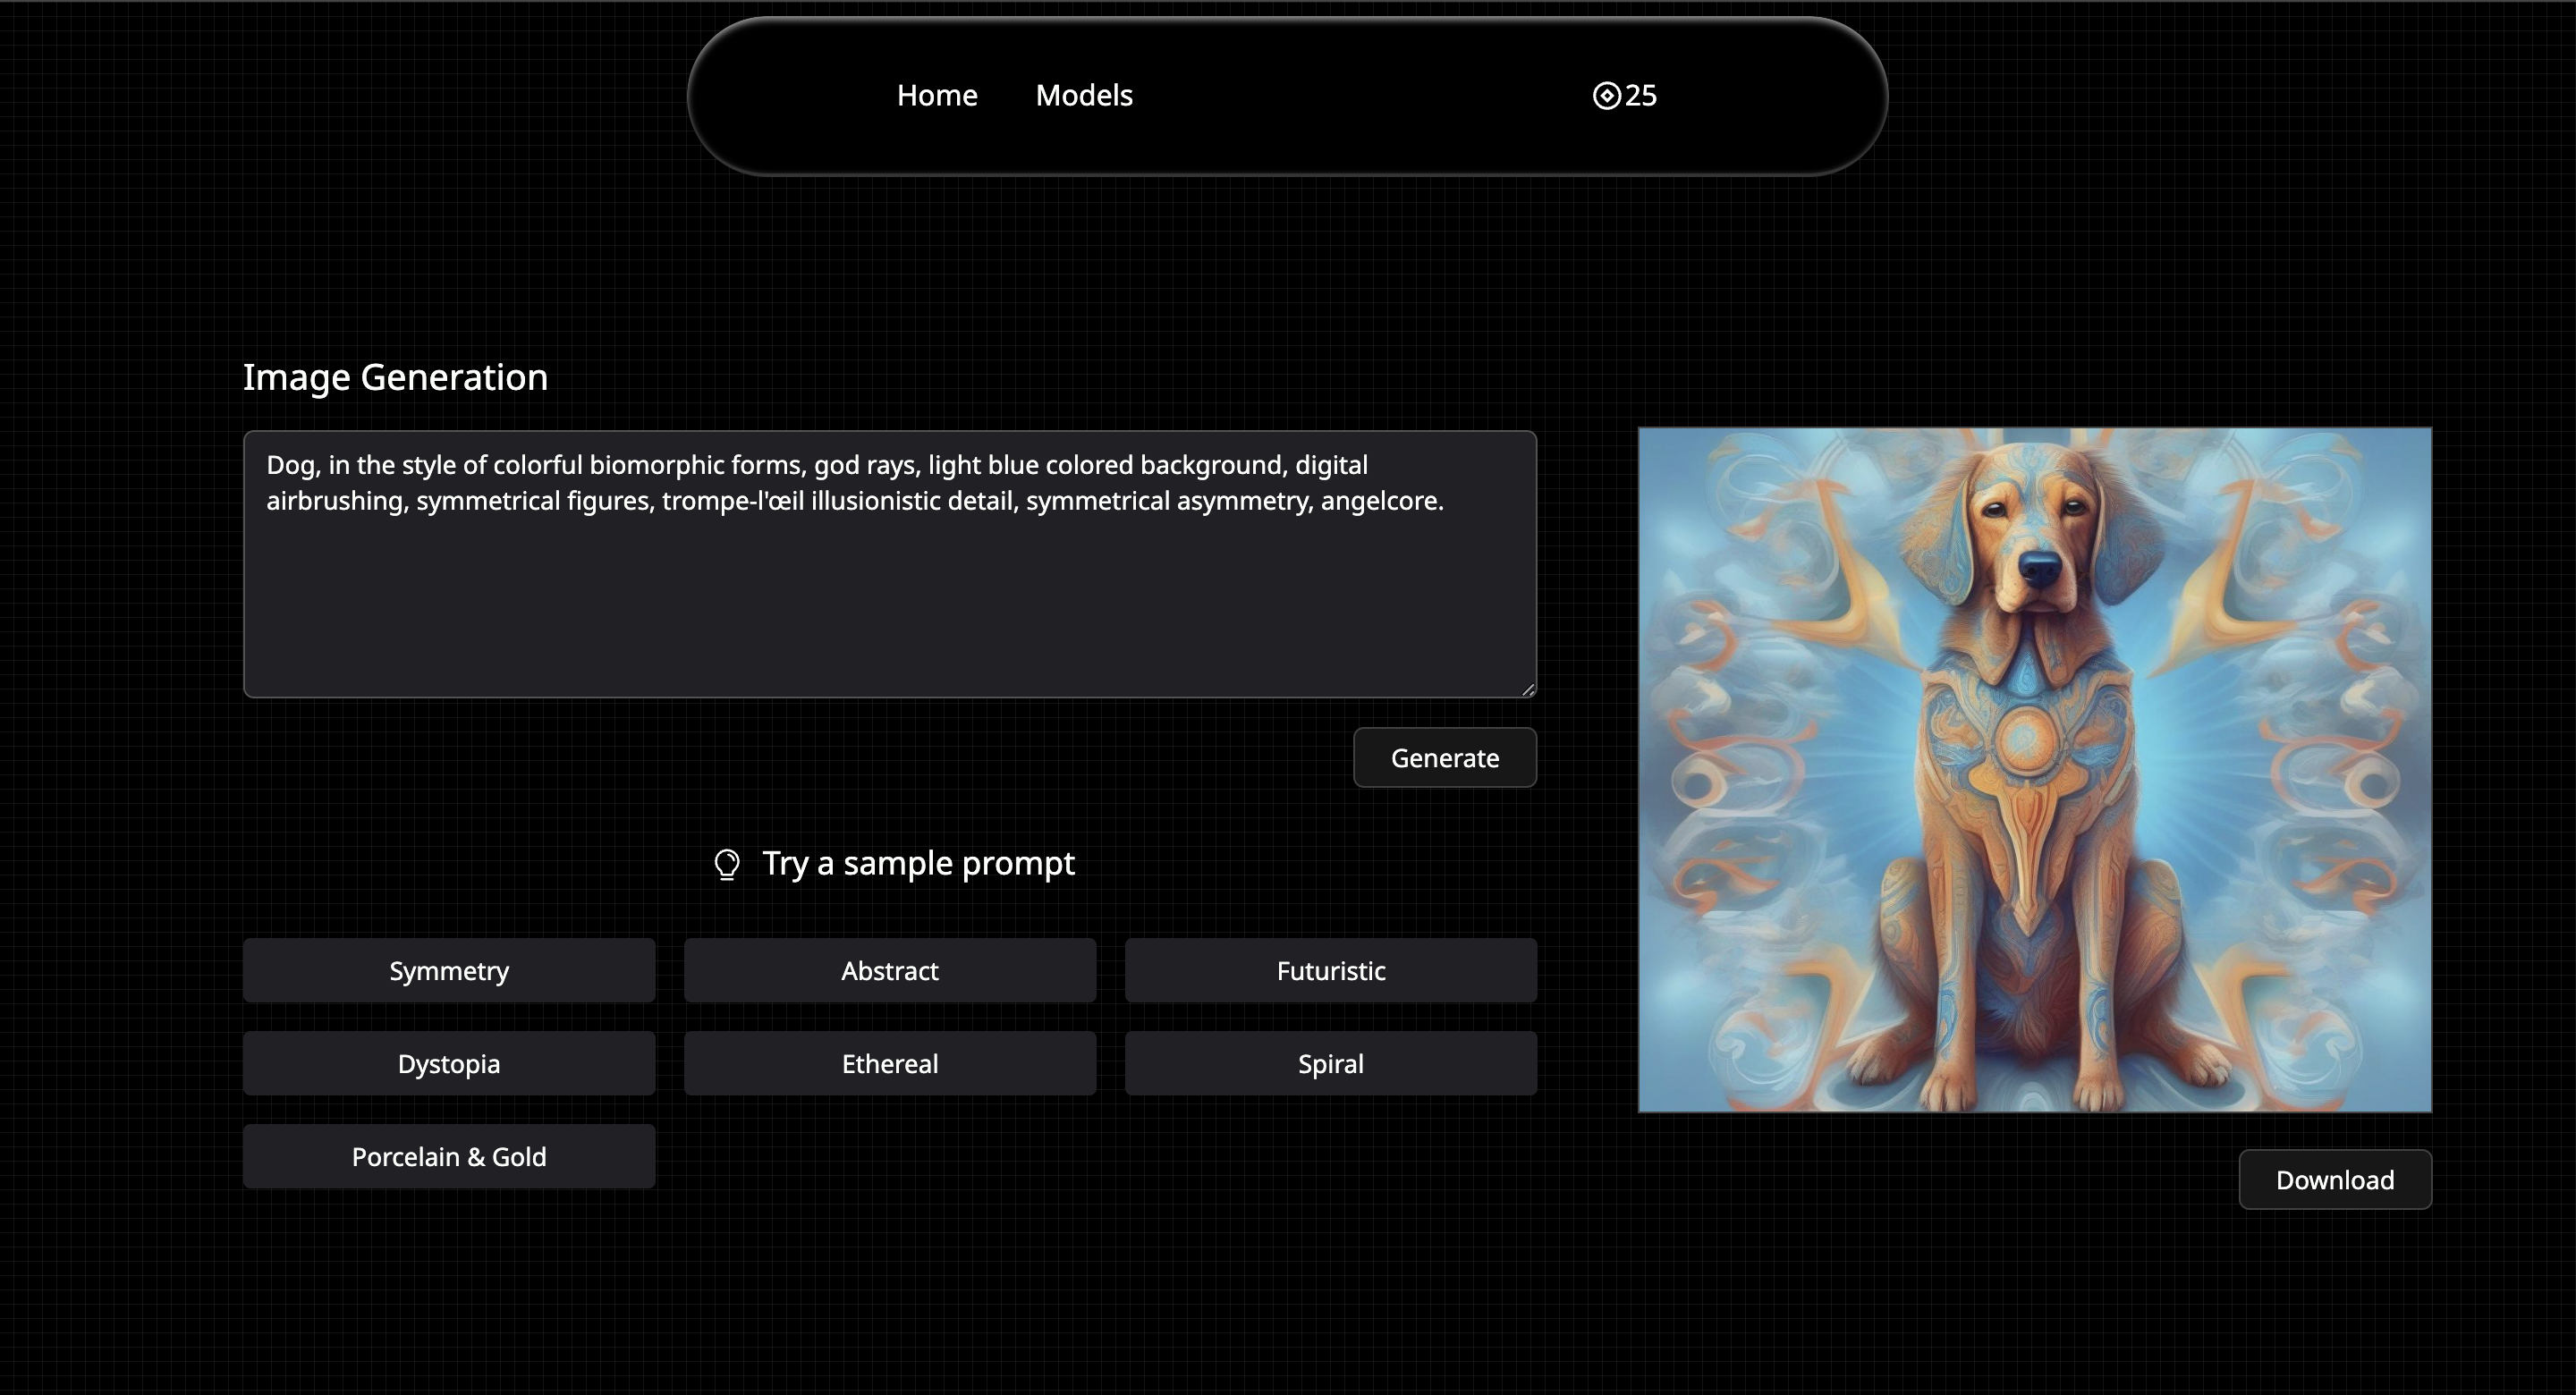 Home Models 25
Image Generation
Dog, in the style of colorful biomorphic forms, god rays, light blue colored background, digital
airbrushing, symmetrical figures, trompe-l'œil illusionistic detail, symmetrical asymmetry, angelcore.
Generate
Try a sample prompt
Symmetry Abstract Futuristic
Dystopia Ethereal Spiral
Porcelain & Gold
Download